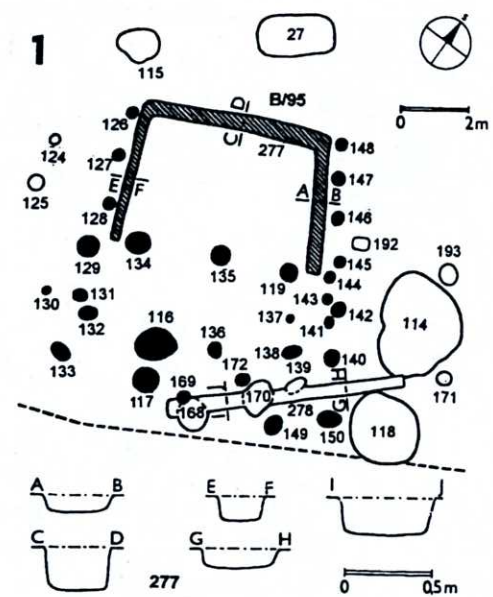 1
115
27
S
0 2m
B/95
126
D
C
277
148
124
127
147
125
E F
A B
128
146
192
129
134
135
119
145
193
144
130
131
143
142
132
116
136
137
141
114
133
172
138
139
140
117
169
H
171
168
I J
170
278
G
149
150
118
A B
E F
I J
C D
G H
277
0 0,5m